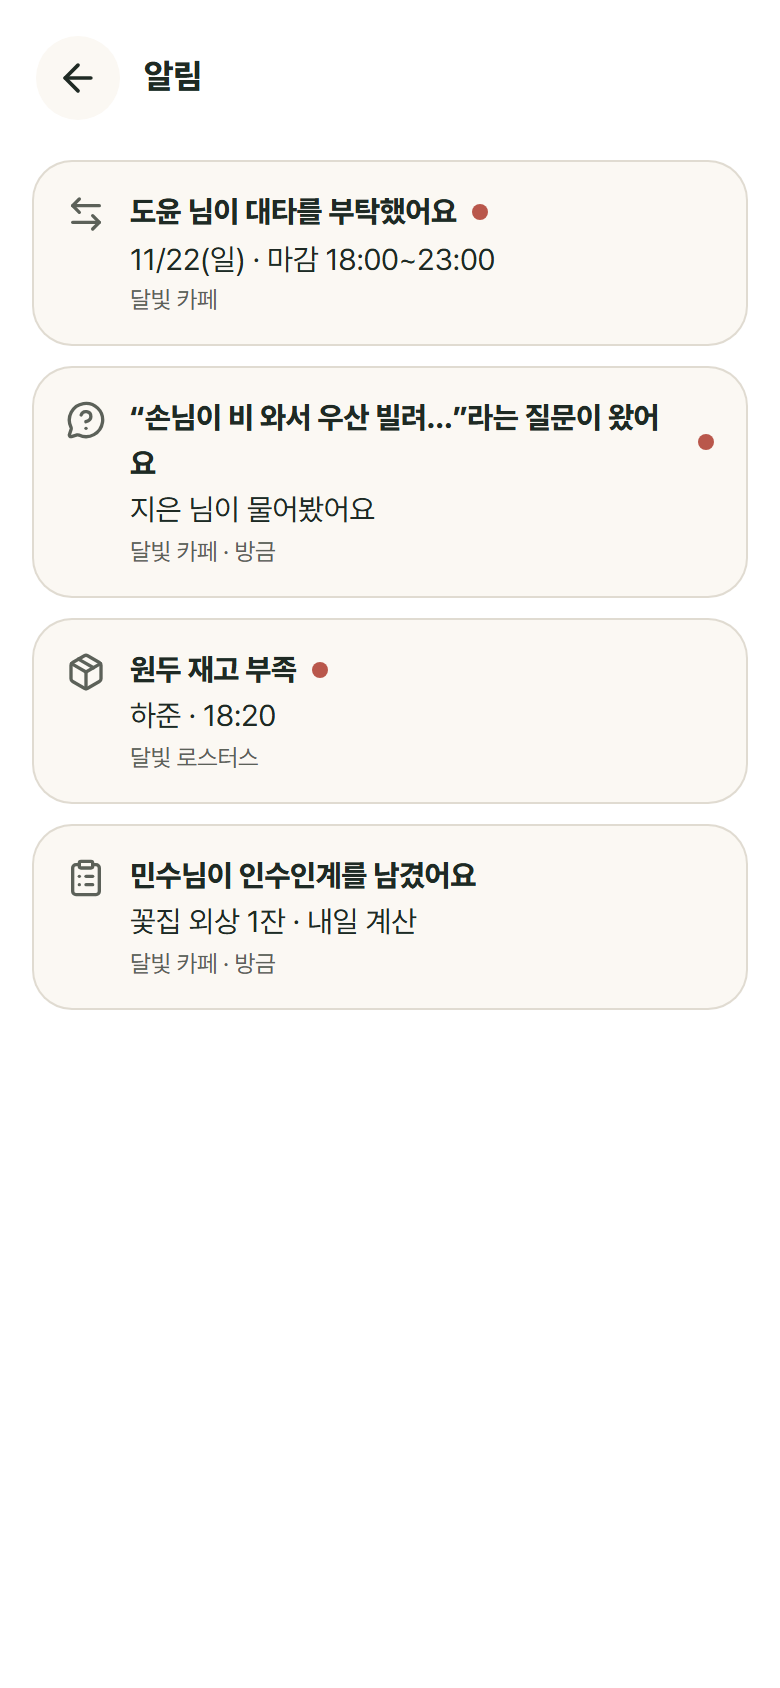 알림
도윤 님이 대타를 부탁했어요
11/22(일) · 마감 18:00~23:00
달빛 카페
“손님이 비 와서 우산 빌려…”라는 질문이 왔어
요
지은 님이 물어봤어요
달빛 카페 · 방금
원두 재고 부족
하준 · 18:20
달빛 로스터스
민수님이 인수인계를 남겼어요
꽃집 외상 1잔 · 내일 계산
달빛 카페 · 방금